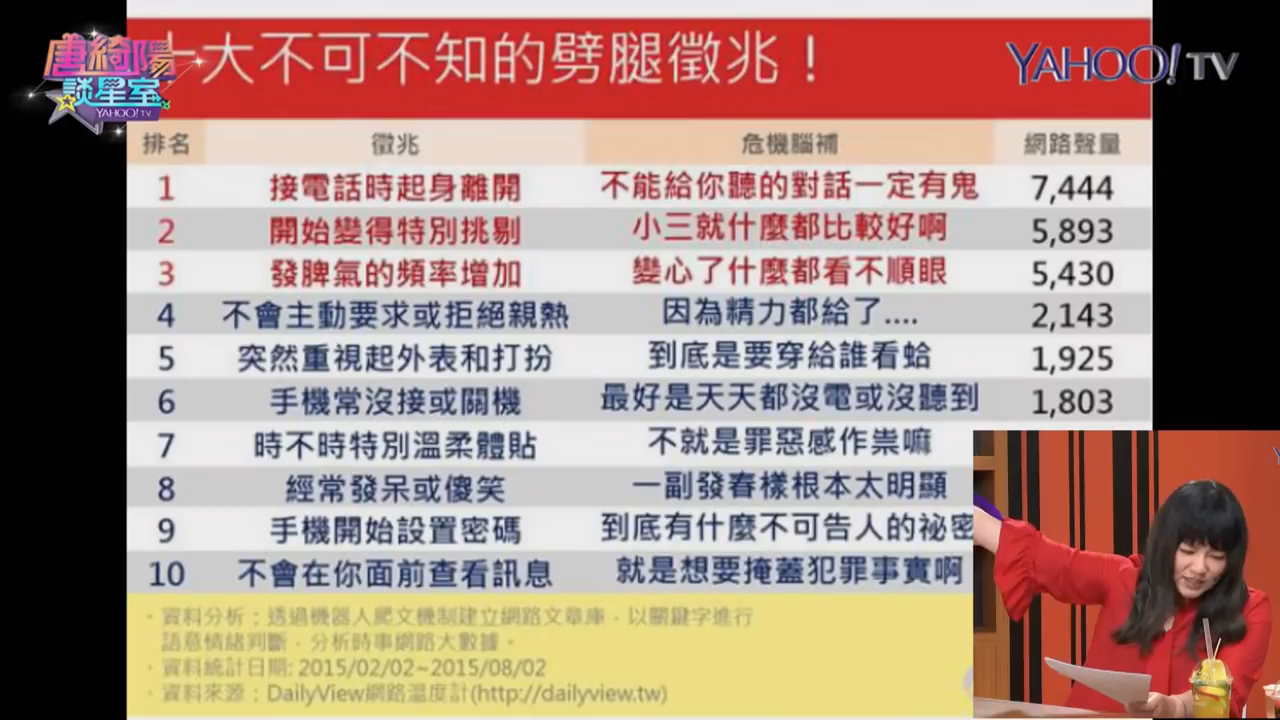 唐綺陽
談星室
YAHOO! TV
十大不可不知的劈腿徵兆！
YAHOO! TV
排名 徵兆 危機腦補 網路聲量
1 接電話時起身離開 不能給你聽的對話一定有鬼 7,444
2 開始變得特別挑剔 小三就什麼都比較好啊 5,893
3 發脾氣的頻率增加 變心了什麼都看不順眼 5,430
4 不會主動要求或拒絕親熱 因為精力都給了.... 2,143
5 突然重視起外表和打扮 到底是要穿給誰看蛤 1,925
6 手機常沒接或關機 最好是天天都沒電或沒聽到 1,803
7 時不時特別溫柔體貼 不就是罪惡感作祟嘛
8 經常發呆或傻笑 一副發春樣根本太明顯
9 手機開始設置密碼 到底有什麼不可告人的祕密
10 不會在你面前查看訊息 就是想要掩蓋犯罪事實啊
・資料分析：透過機器人爬文機制建立網路文章庫，以關鍵字進行
語意情緒判斷，分析時事網路大數據。
・資料統計日期: 2015/02/02~2015/08/02
・資料來源：DailyView網路溫度計(http://dailyview.tw)